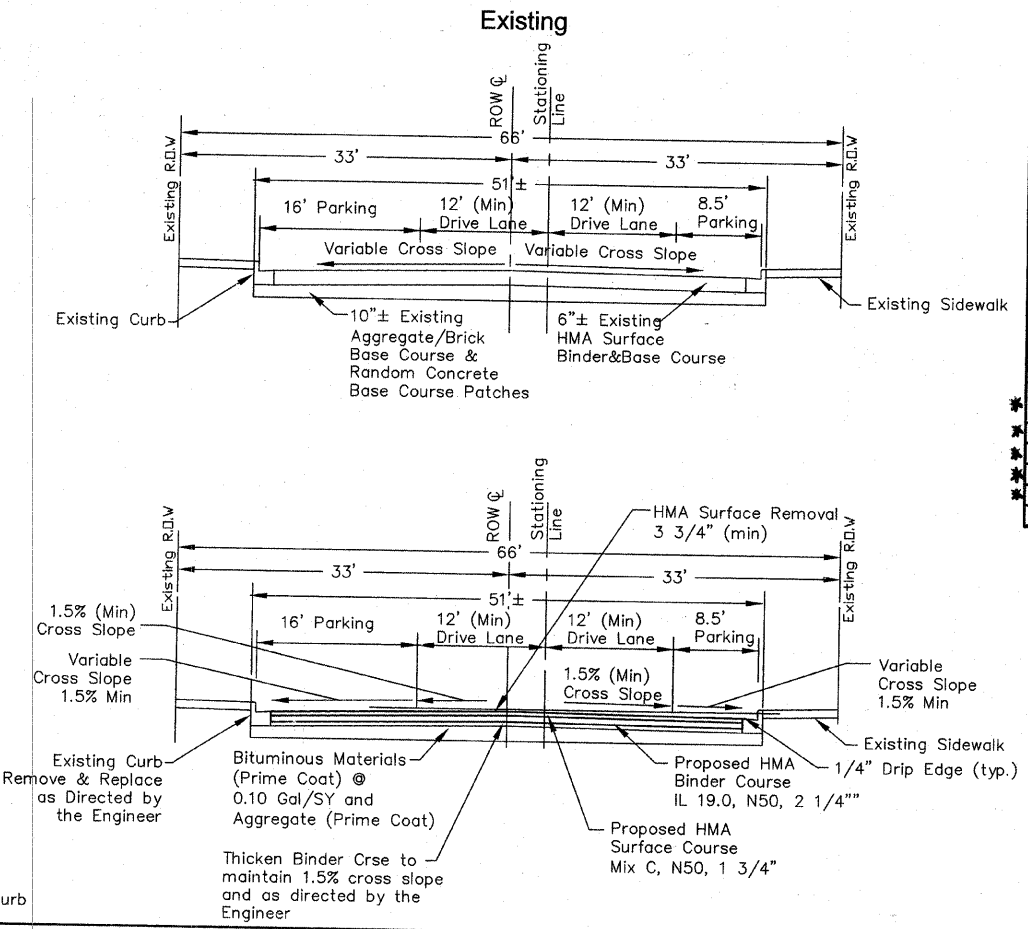 Existing
ROW ℄
Stationing
Line
Existing R.O.W
Existing R.O.W
66'
33'
33'
51'±
16' Parking
12' (Min)
Drive Lane
12' (Min)
Drive Lane
8.5'
Parking
Variable Cross Slope
Variable Cross Slope
Existing Curb
10"± Existing
Aggregate/Brick
Base Course &
Random Concrete
Base Course Patches
6"± Existing
HMA Surface
Binder&Base Course
Existing Sidewalk
*****
ROW ℄
Stationing
Line
HMA Surface Removal
3 3/4" (min)
Existing R.O.W
Existing R.O.W
66'
33'
33'
51'±
1.5% (Min)
Cross Slope
16' Parking
12' (Min)
Drive Lane
12' (Min)
Drive Lane
8.5'
Parking
Variable
Cross Slope
1.5% Min
1.5% (Min)
Cross Slope
Variable
Cross Slope
1.5% Min
Existing Curb
Remove & Replace
as Directed by
the Engineer
Bituminous Materials
(Prime Coat) @
0.10 Gal/SY and
Aggregate (Prime Coat)
Proposed HMA
Binder Course
IL 19.0, N50, 2 1/4""
Existing Sidewalk
1/4" Drip Edge (typ.)
Proposed HMA
Surface Course
Mix C, N50, 1 3/4"
Thicken Binder Crse to
maintain 1.5% cross slope
and as directed by the
Engineer
urb